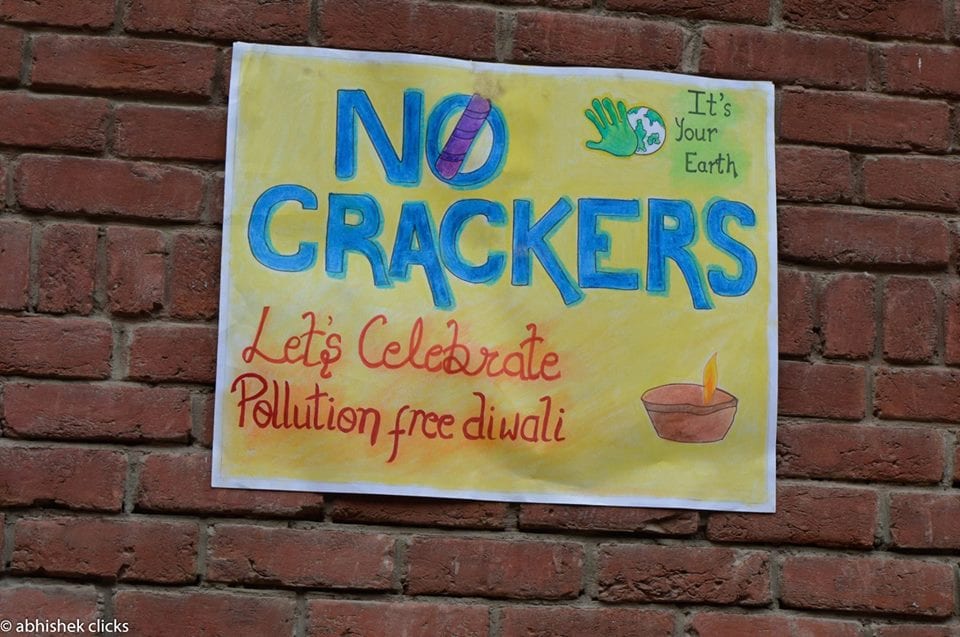 NO
CRACKERS
It's
Your
Earth
Let's Celebrate
Pollution free diwali
© abhishek clicks